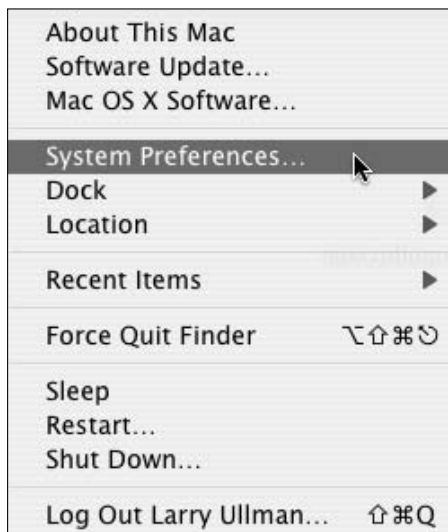 About This Mac
Software Update...
Mac OS X Software...
System Preferences...
Dock ▶
Location ▶
Recent Items ▶
Force Quit Finder ⌥⇧⌘⎋
Sleep
Restart...
Shut Down...
Log Out Larry Ullman... ⇧⌘Q